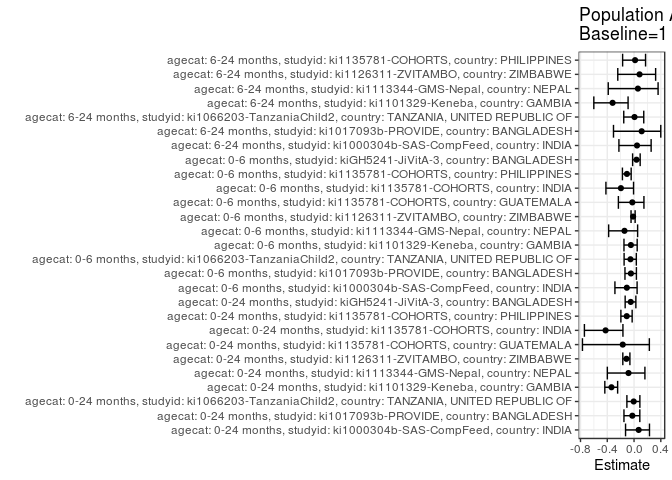 Population A
Baseline=1
agecat: 6-24 months, studyid: ki1135781-COHORTS, country: PHILIPPINES
agecat: 6-24 months, studyid: ki1126311-ZVITAMBO, country: ZIMBABWE
agecat: 6-24 months, studyid: ki1113344-GMS-Nepal, country: NEPAL
agecat: 6-24 months, studyid: ki1101329-Keneba, country: GAMBIA
agecat: 6-24 months, studyid: ki1066203-TanzaniaChild2, country: TANZANIA, UNITED REPUBLIC OF
agecat: 6-24 months, studyid: ki1017093b-PROVIDE, country: BANGLADESH
agecat: 6-24 months, studyid: ki1000304b-SAS-CompFeed, country: INDIA
agecat: 0-6 months, studyid: kiGH5241-JiVitA-3, country: BANGLADESH
agecat: 0-6 months, studyid: ki1135781-COHORTS, country: PHILIPPINES
agecat: 0-6 months, studyid: ki1135781-COHORTS, country: INDIA
agecat: 0-6 months, studyid: ki1135781-COHORTS, country: GUATEMALA
agecat: 0-6 months, studyid: ki1126311-ZVITAMBO, country: ZIMBABWE
agecat: 0-6 months, studyid: ki1113344-GMS-Nepal, country: NEPAL
agecat: 0-6 months, studyid: ki1101329-Keneba, country: GAMBIA
agecat: 0-6 months, studyid: ki1066203-TanzaniaChild2, country: TANZANIA, UNITED REPUBLIC OF
agecat: 0-6 months, studyid: ki1017093b-PROVIDE, country: BANGLADESH
agecat: 0-6 months, studyid: ki1000304b-SAS-CompFeed, country: INDIA
agecat: 0-24 months, studyid: kiGH5241-JiVitA-3, country: BANGLADESH
agecat: 0-24 months, studyid: ki1135781-COHORTS, country: PHILIPPINES
agecat: 0-24 months, studyid: ki1135781-COHORTS, country: INDIA
agecat: 0-24 months, studyid: ki1135781-COHORTS, country: GUATEMALA
agecat: 0-24 months, studyid: ki1126311-ZVITAMBO, country: ZIMBABWE
agecat: 0-24 months, studyid: ki1113344-GMS-Nepal, country: NEPAL
agecat: 0-24 months, studyid: ki1101329-Keneba, country: GAMBIA
agecat: 0-24 months, studyid: ki1066203-TanzaniaChild2, country: TANZANIA, UNITED REPUBLIC OF
agecat: 0-24 months, studyid: ki1017093b-PROVIDE, country: BANGLADESH
agecat: 0-24 months, studyid: ki1000304b-SAS-CompFeed, country: INDIA
-0.8 -0.4 0.0 0.4
Estimate